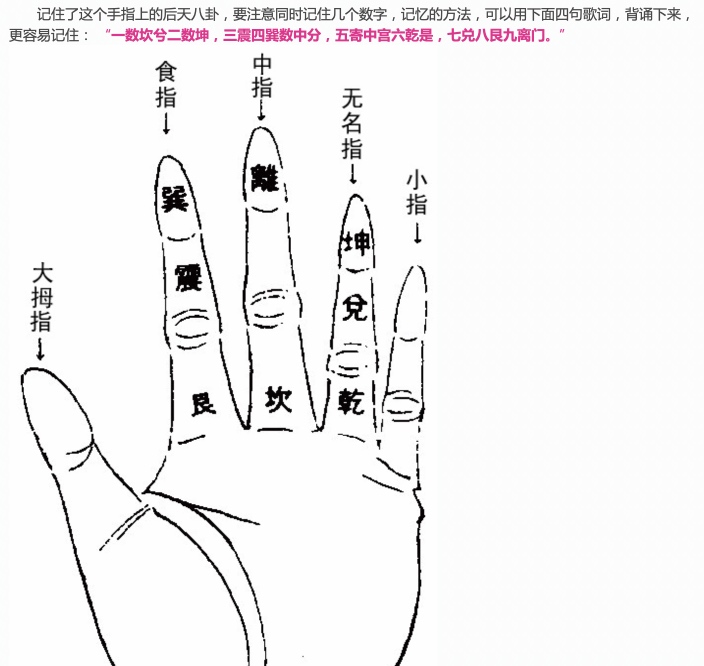 记住了这个手指上的后天八卦，要注意同时记住几个数字，记忆的方法，可以用下面四句歌词，背诵下来，
更容易记住：“一数坎兮二数坤，三震四巽数中分，五寄中宫六乾是，七兑八艮九离门。”
食指
中指
无名指
小指
大拇指
巽
離
坤
震
兌
艮
坎
乾